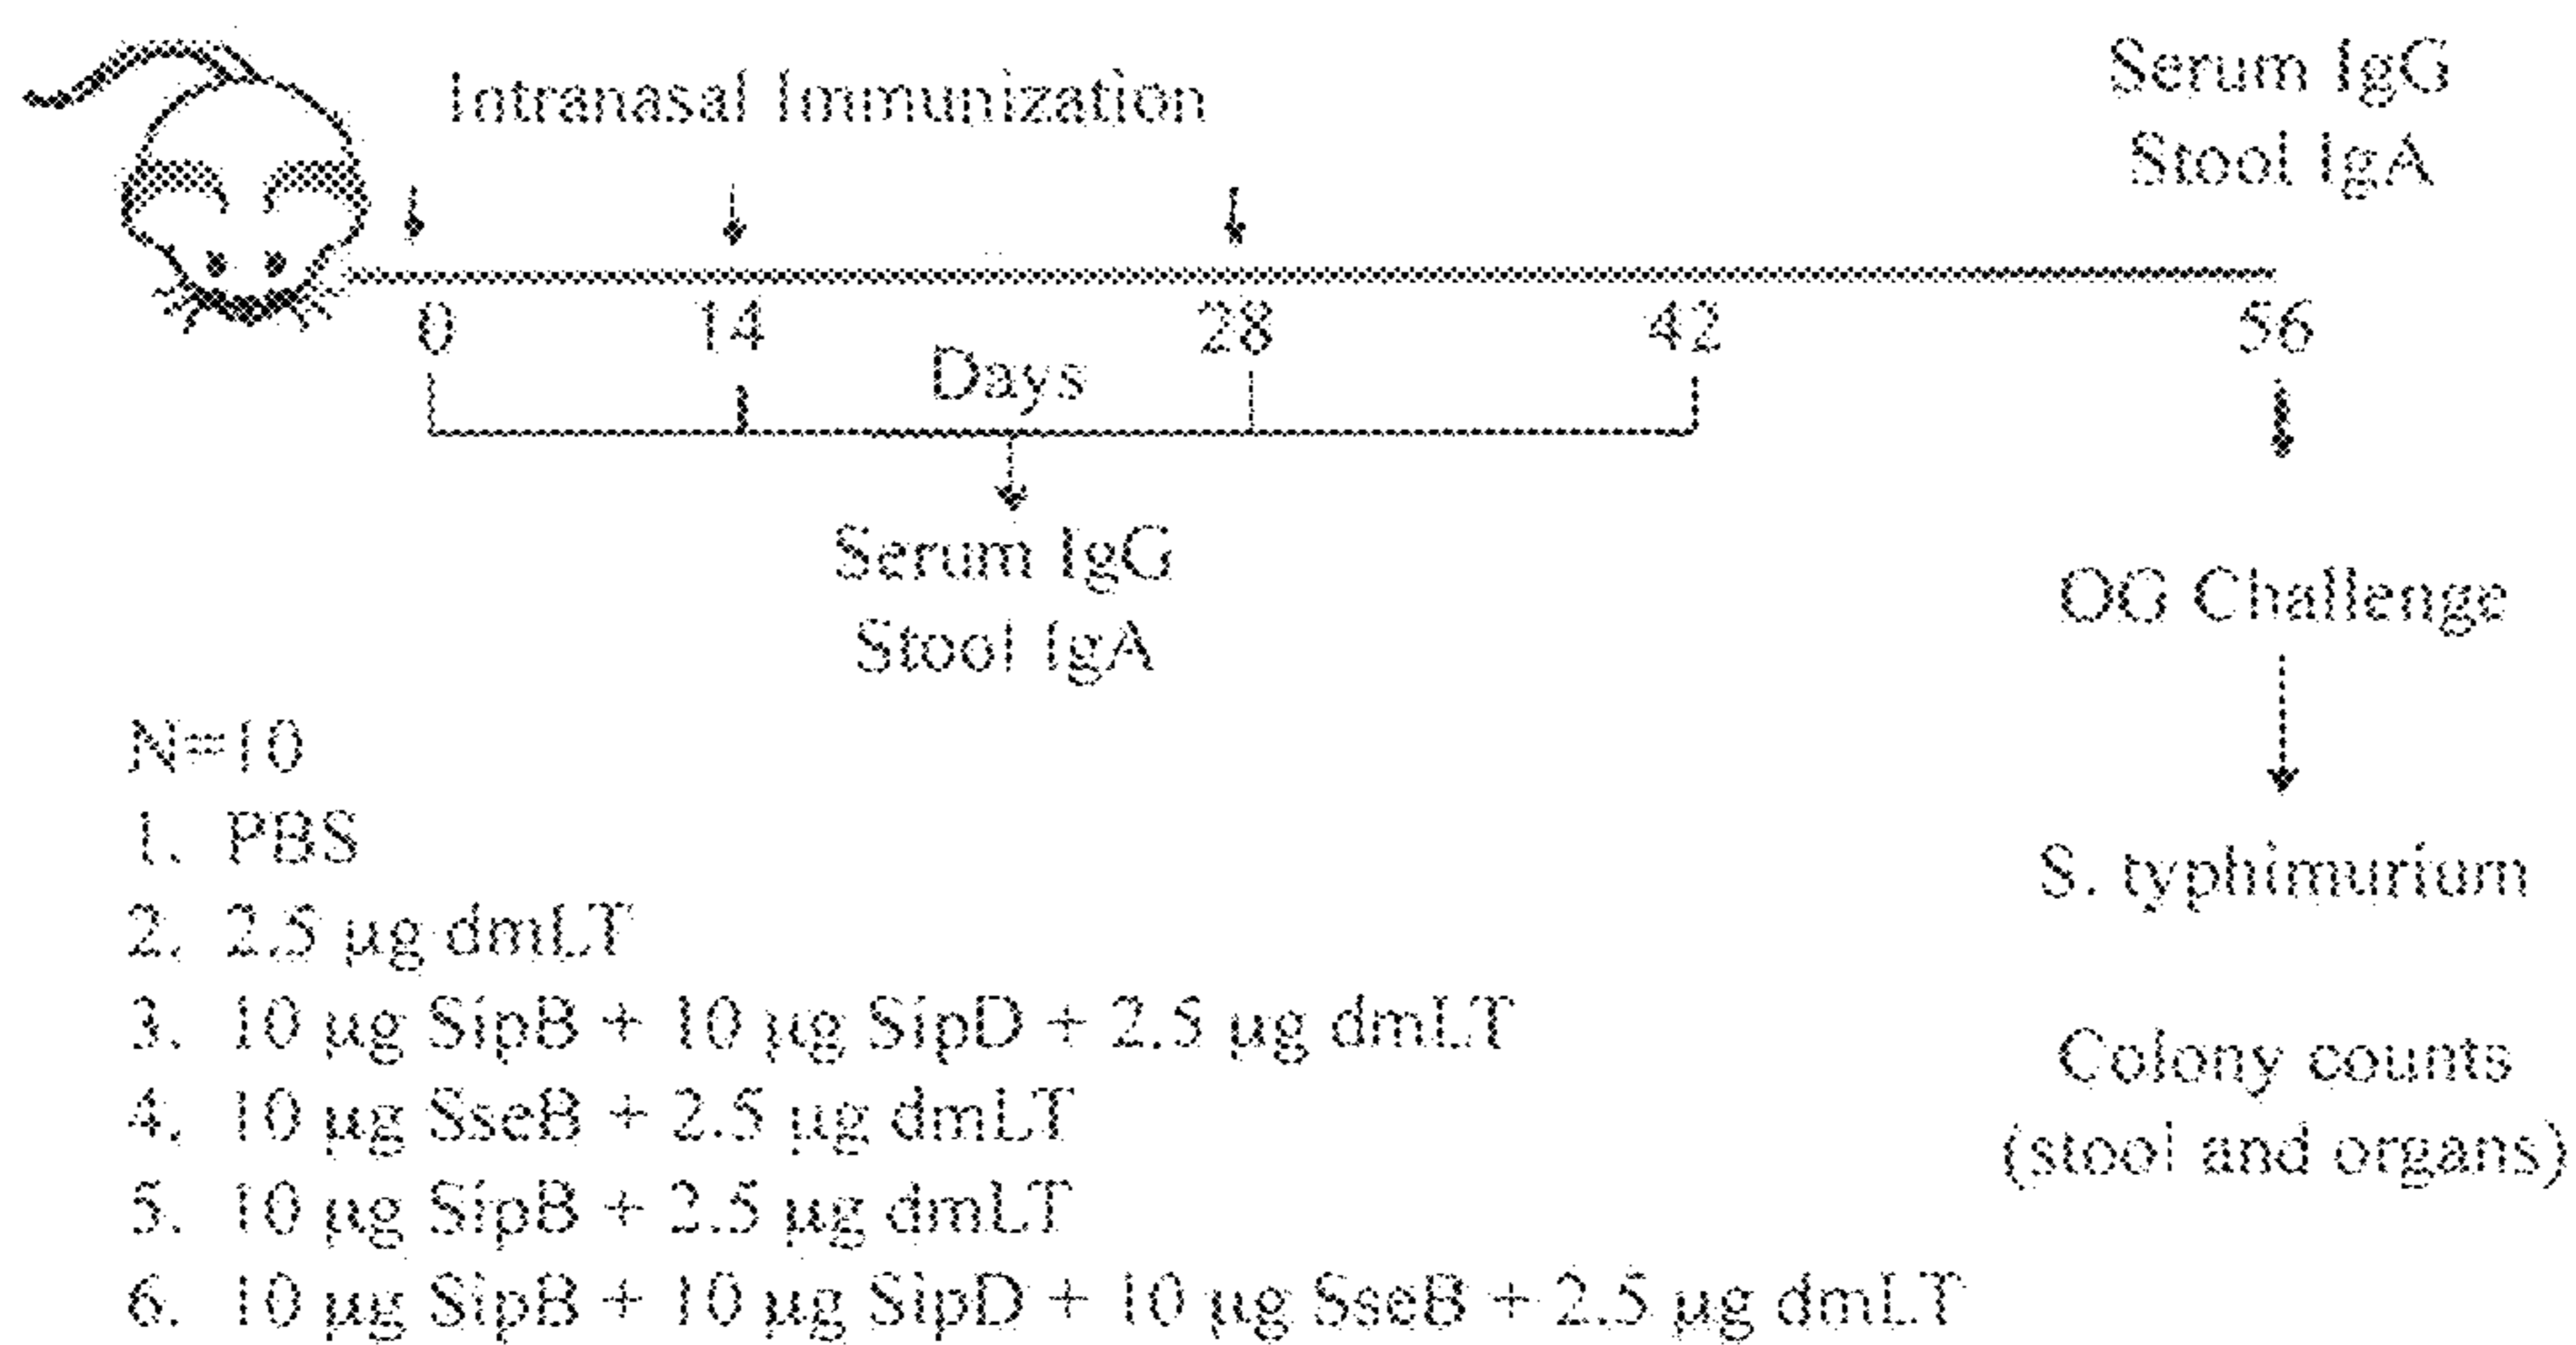 Intranasal Immunization
Serum IgG
Stool IgA
0 14 28 42 56
Days
Serum IgG
Stool IgA
OG Challenge
S. typhimurium
Colony counts
(stool and organs)
N=10
1. PBS
2. 2.5 µg dmLT
3. 10 µg SipB + 10 µg SipD + 2.5 µg dmLT
4. 10 µg SseB + 2.5 µg dmLT
5. 10 µg SipB + 2.5 µg dmLT
6. 10 µg SipB + 10 µg SipD + 10 µg SseB + 2.5 µg dmLT